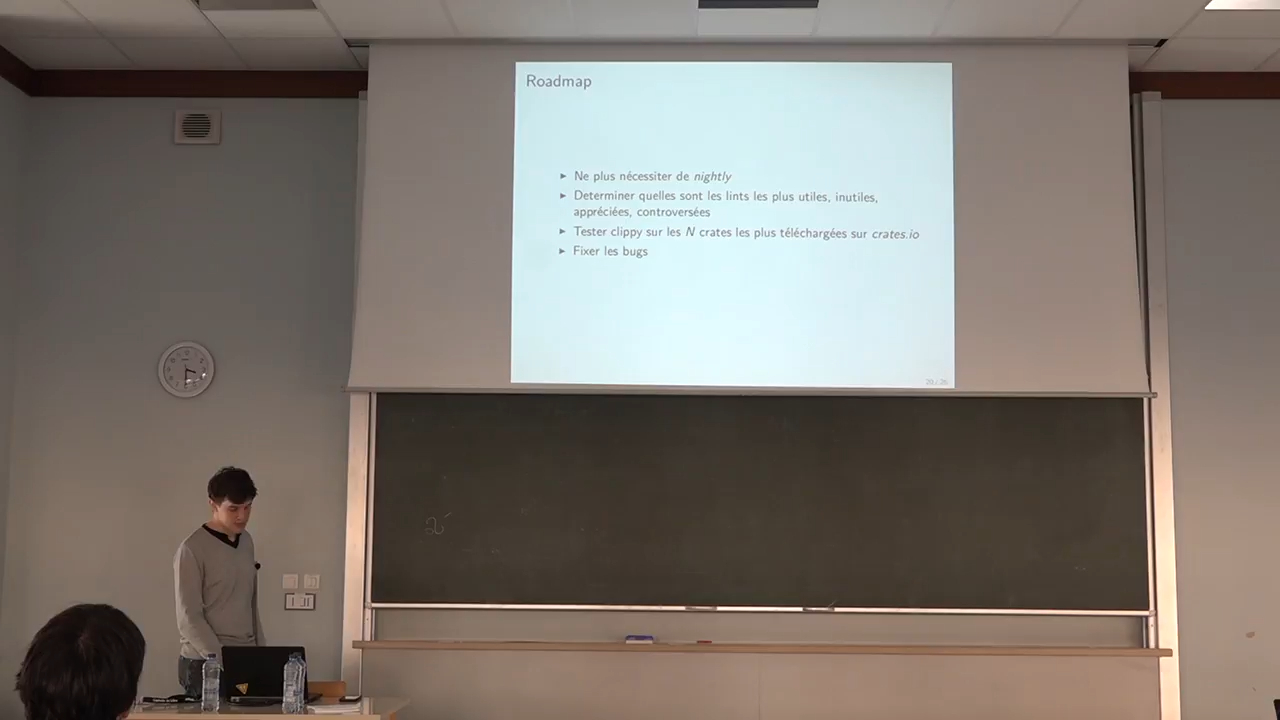 Roadmap
Ne plus nécessiter de nightly
Determiner quelles sont les lints les plus utiles, inutiles,
appréciées, controversées
Tester clippy sur les N crates les plus téléchargées sur crates.io
Fixer les bugs